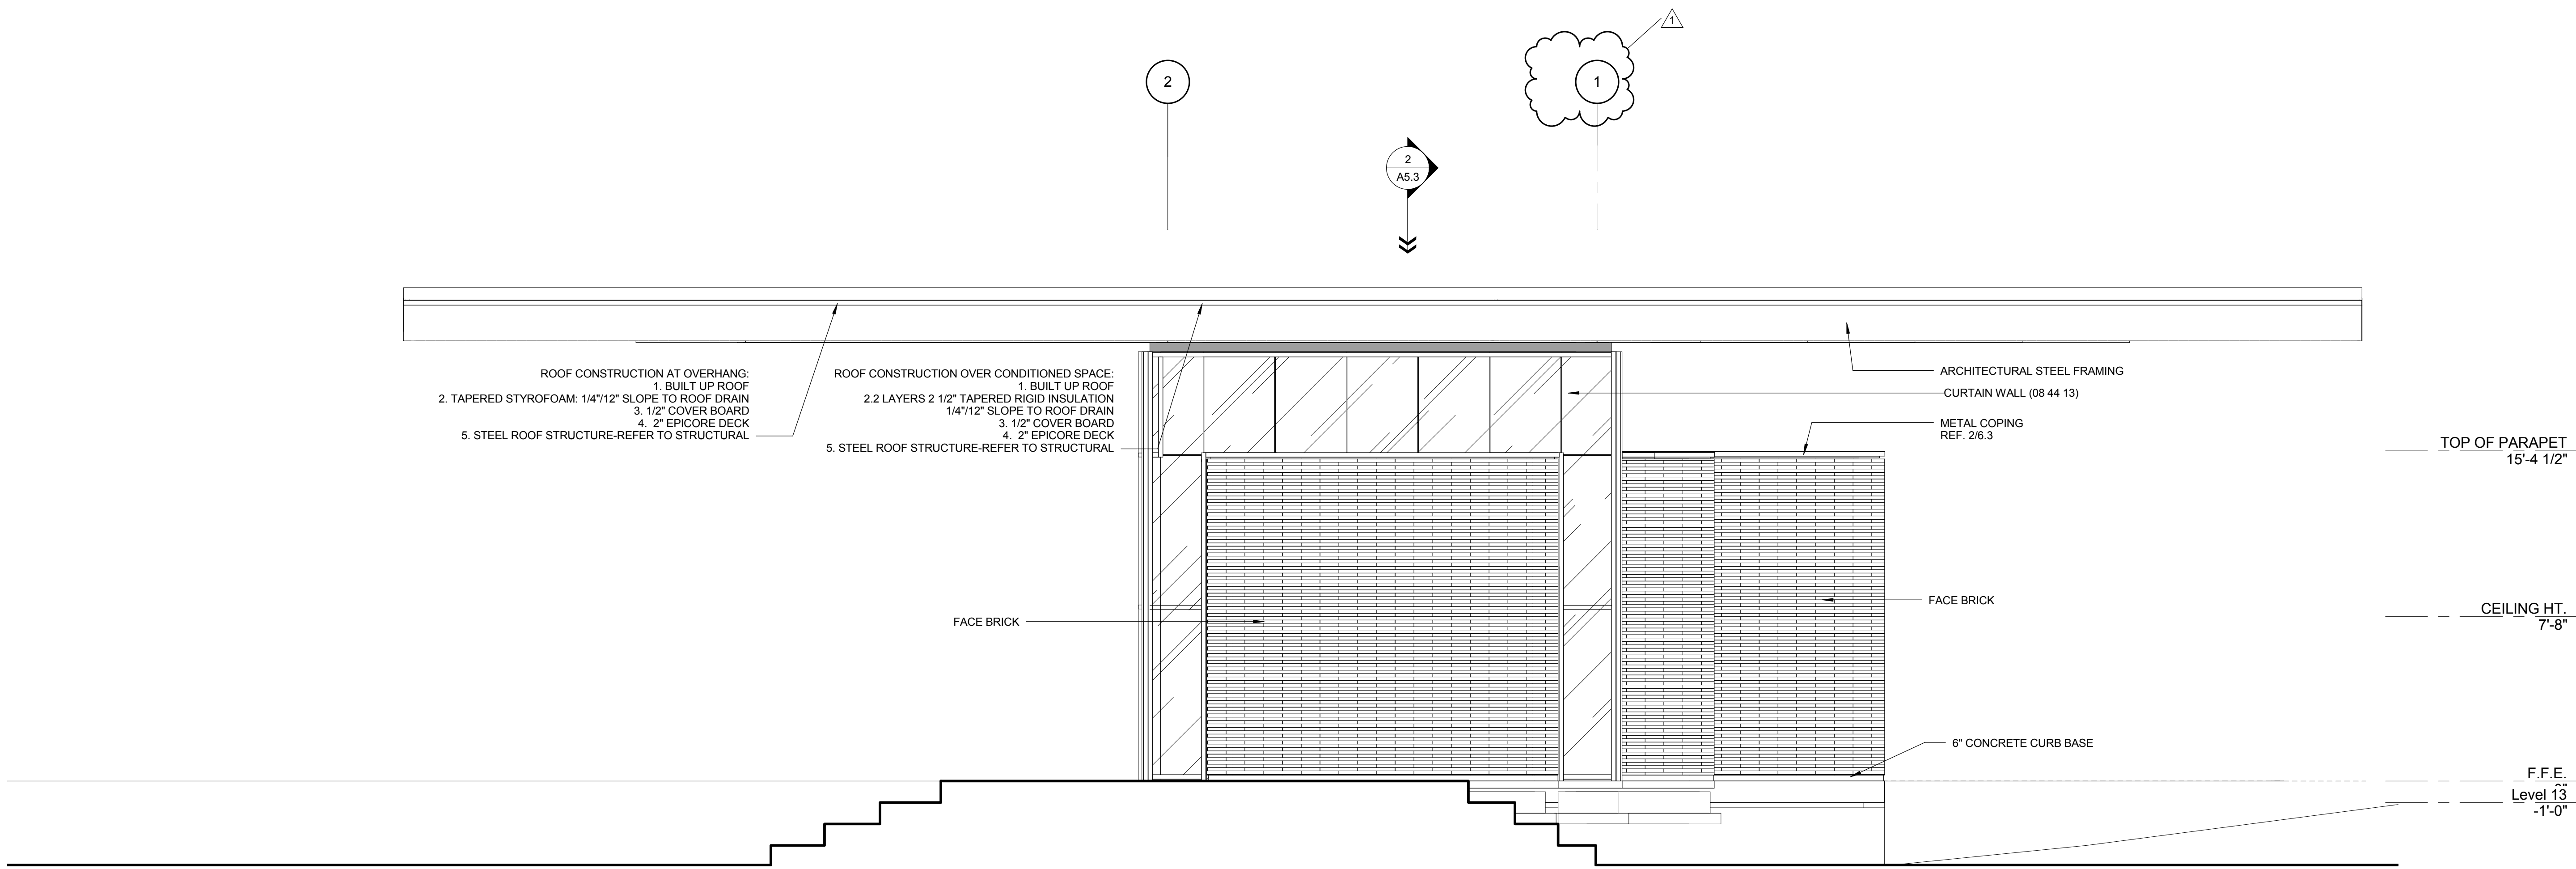 1
2
1
2
A5.3
ROOF CONSTRUCTION AT OVERHANG:
1. BUILT UP ROOF
2. TAPERED STYROFOAM: 1/4"/12" SLOPE TO ROOF DRAIN
3. 1/2" COVER BOARD
4. 2" EPICORE DECK
5. STEEL ROOF STRUCTURE-REFER TO STRUCTURAL
ROOF CONSTRUCTION OVER CONDITIONED SPACE:
1. BUILT UP ROOF
2.2 LAYERS 2 1/2" TAPERED RIGID INSULATION
1/4"/12" SLOPE TO ROOF DRAIN
3. 1/2" COVER BOARD
4. 2" EPICORE DECK
5. STEEL ROOF STRUCTURE-REFER TO STRUCTURAL
ARCHITECTURAL STEEL FRAMING
CURTAIN WALL (08 44 13)
METAL COPING
REF. 2/6.3
TOP OF PARAPET
15'-4 1/2"
FACE BRICK
FACE BRICK
CEILING HT.
7'-8"
6" CONCRETE CURB BASE
F.F.E.
Level 13
-1'-0"